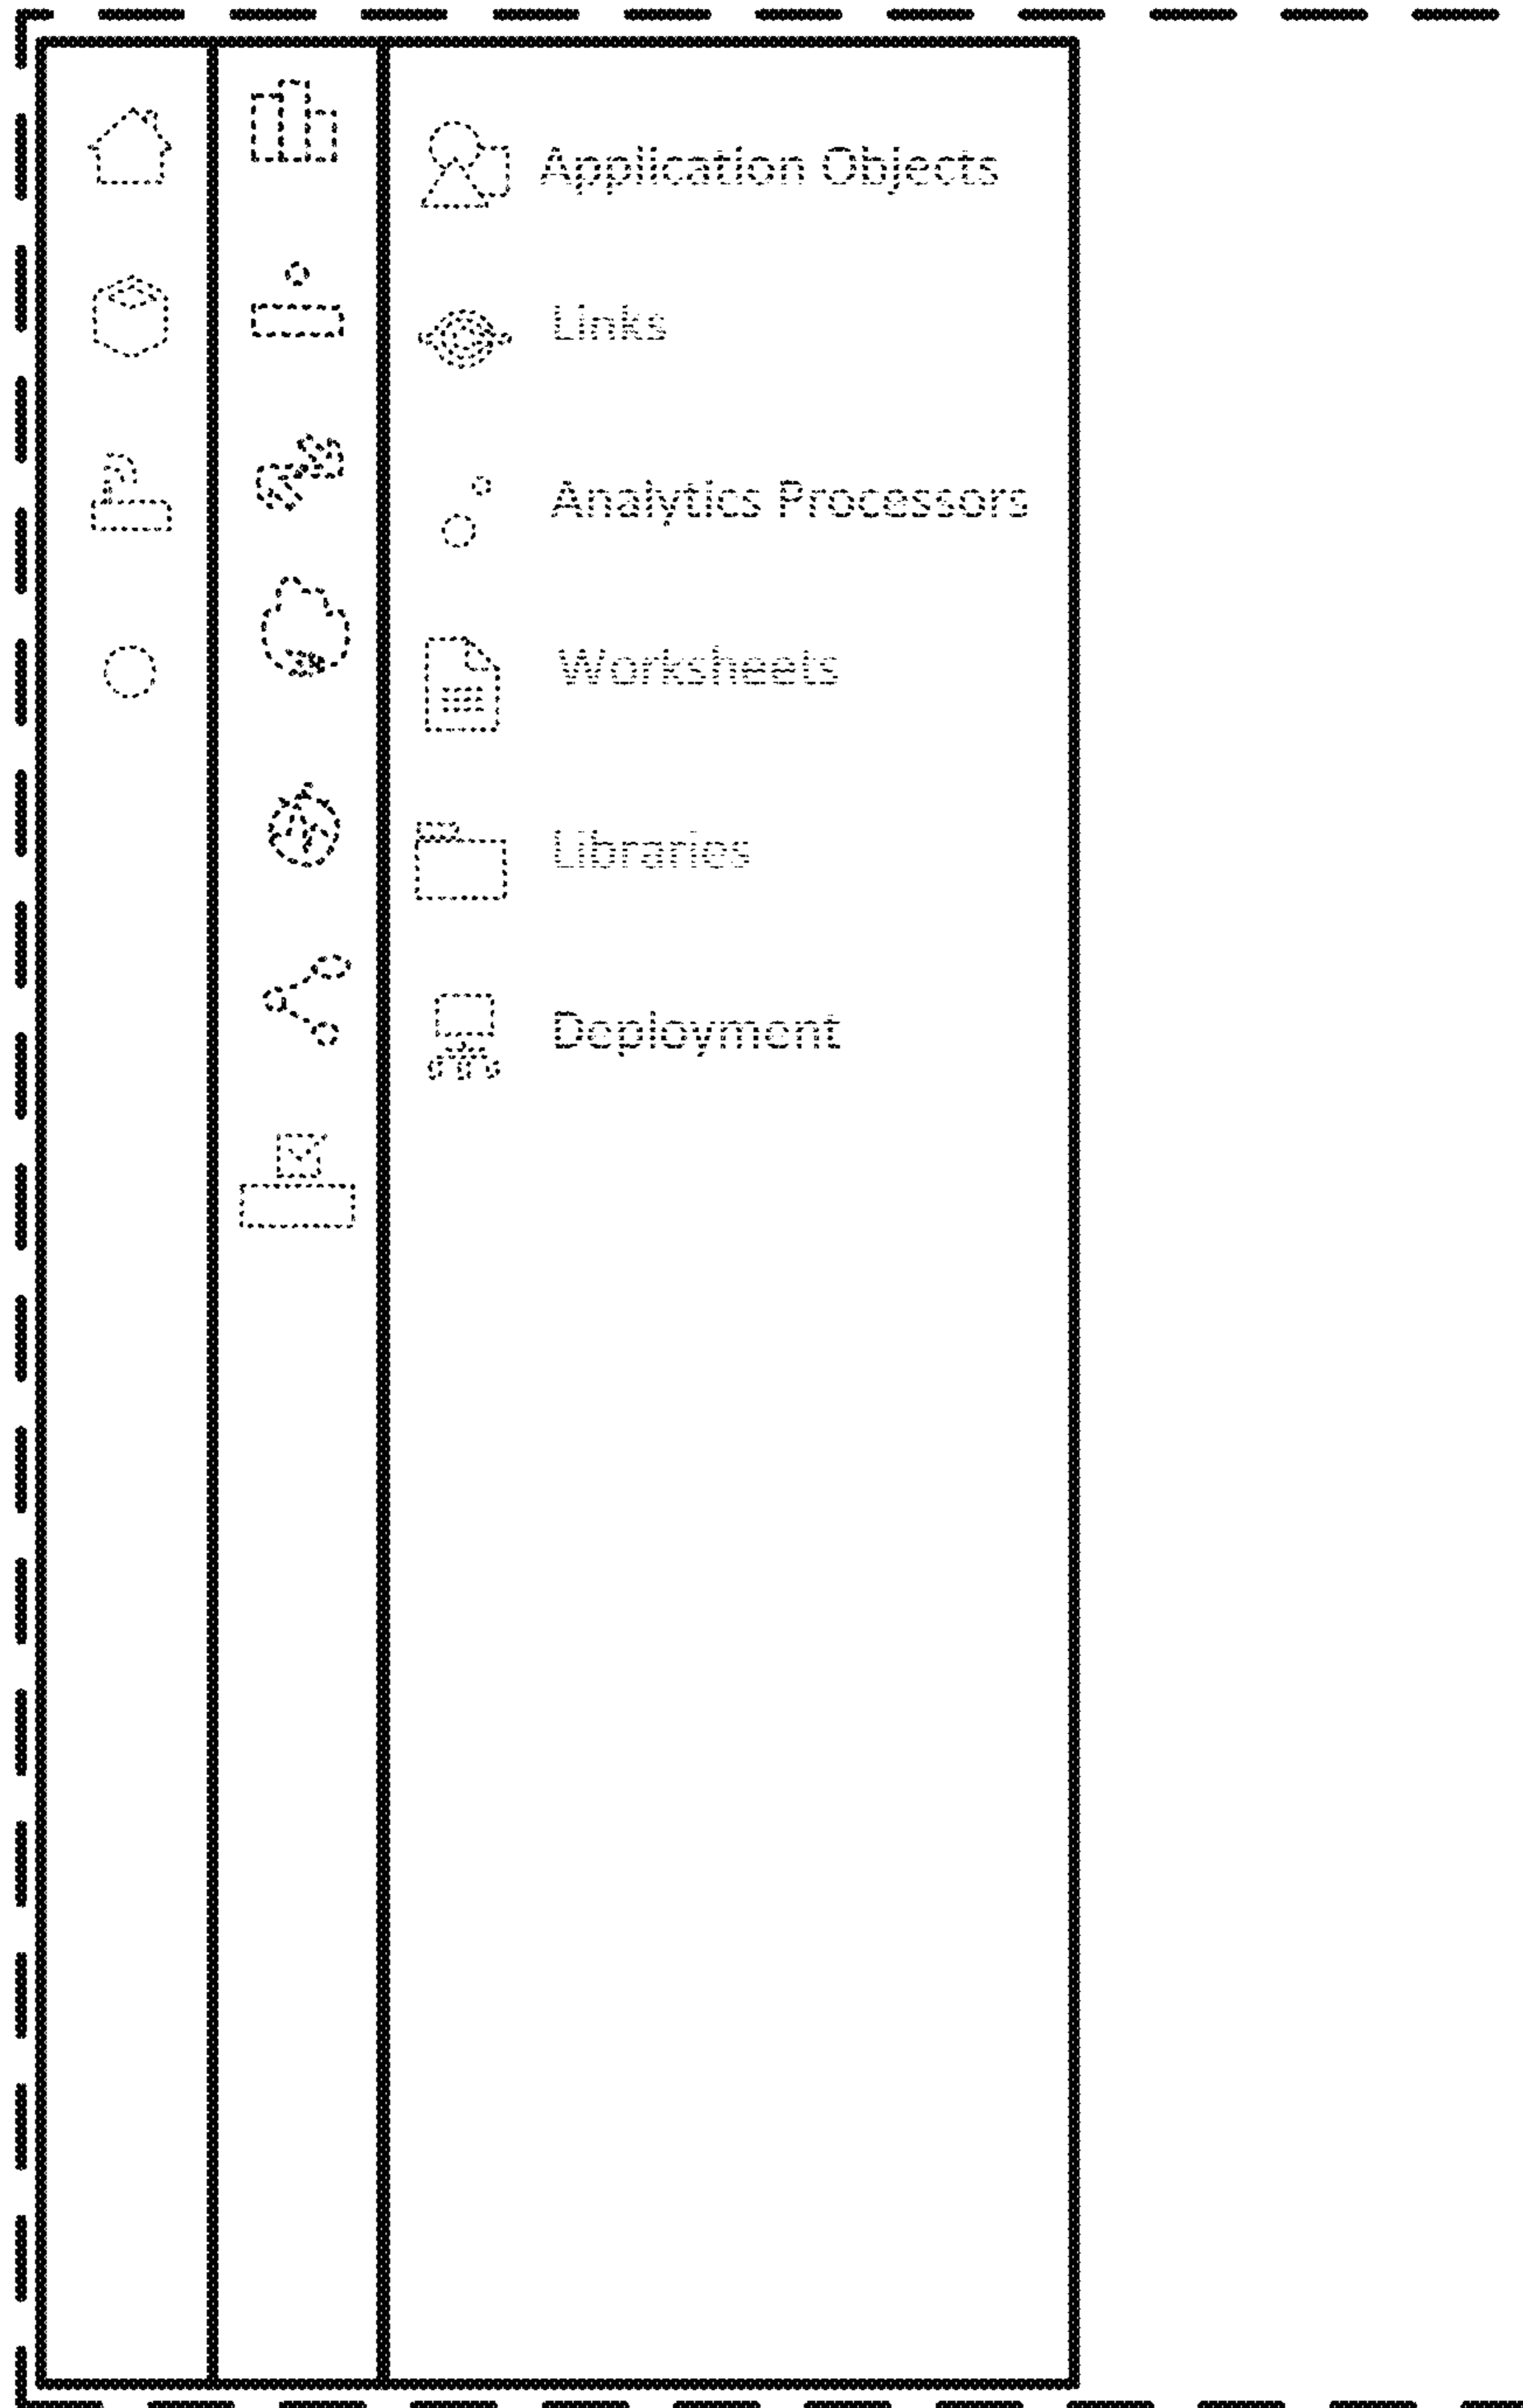 Application Objects
Links
Analytics Processors
Worksheets
Libraries
Deployment